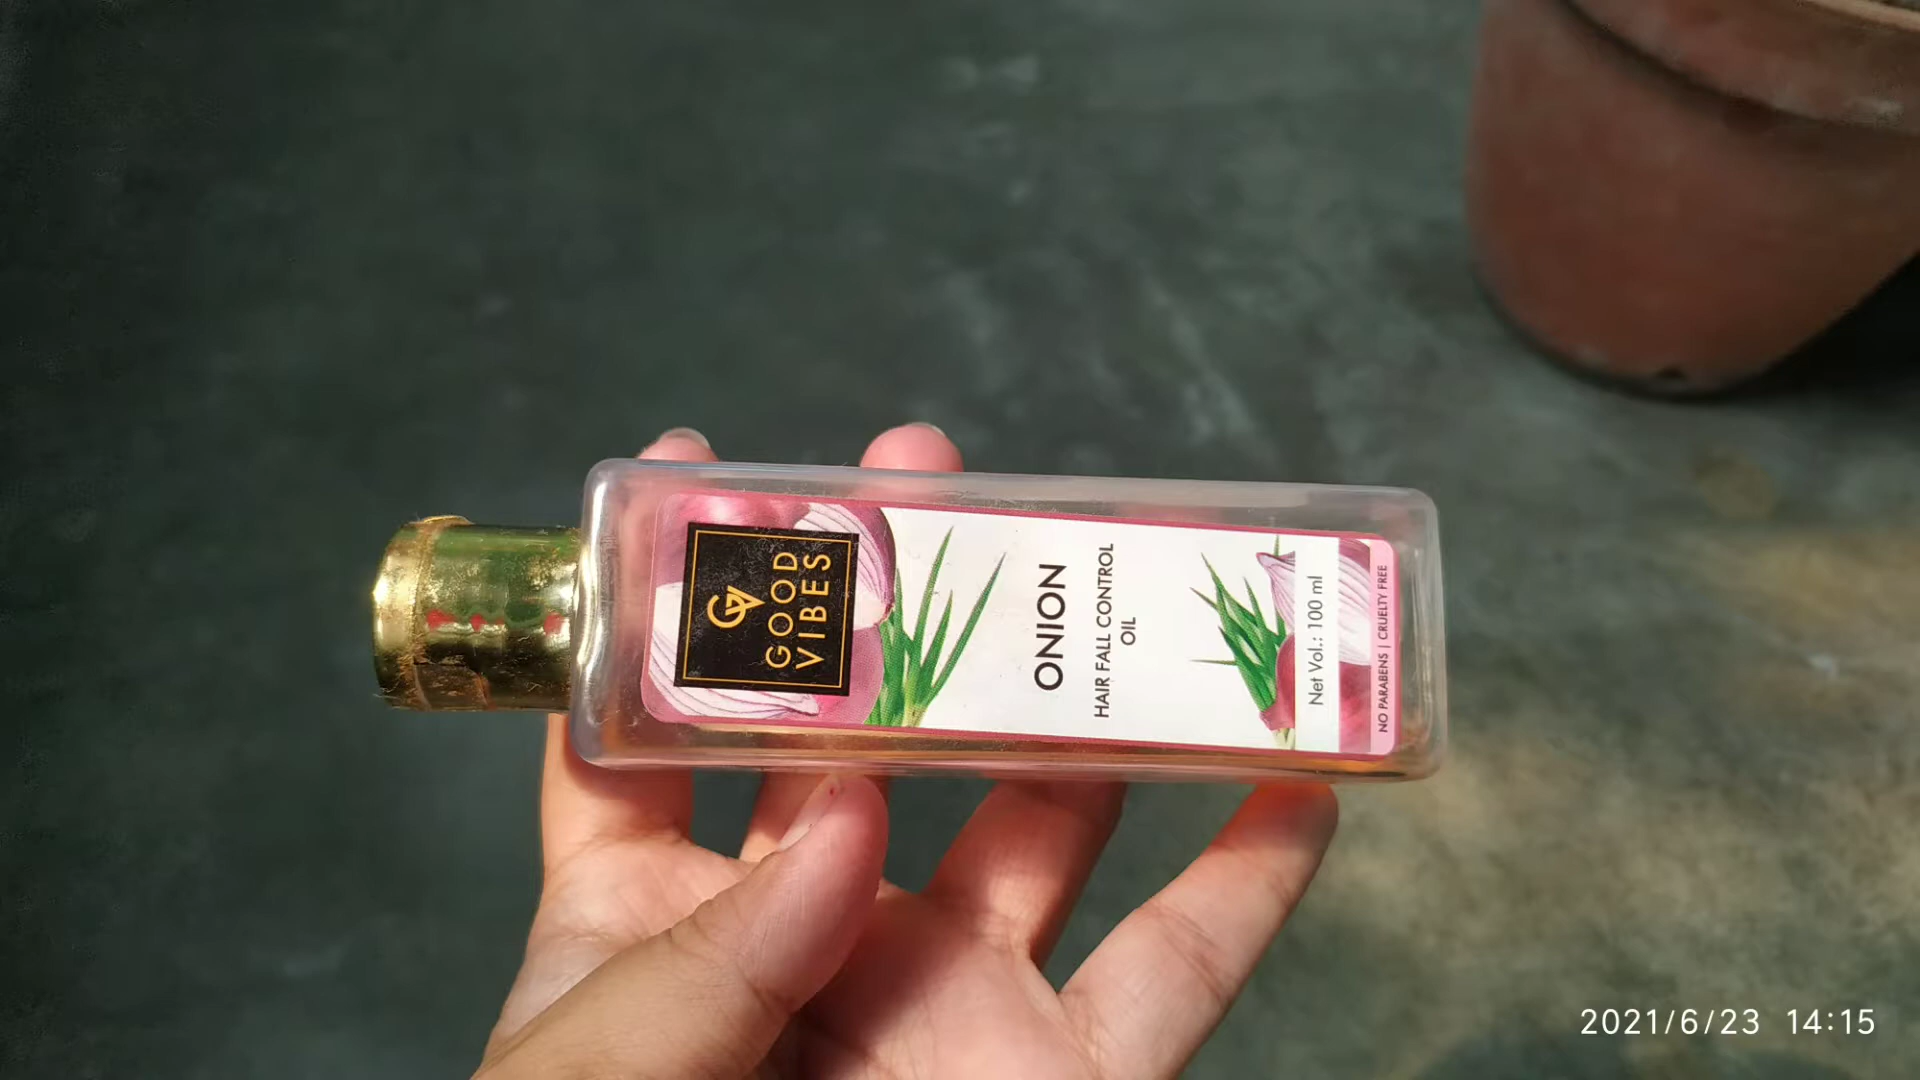 GV
GOOD
VIBES
ONION
HAIR FALL CONTROL
OIL
Net Vol.: 100 ml
NO PARABENS | CRUELTY FREE
2021/6/23 14:15